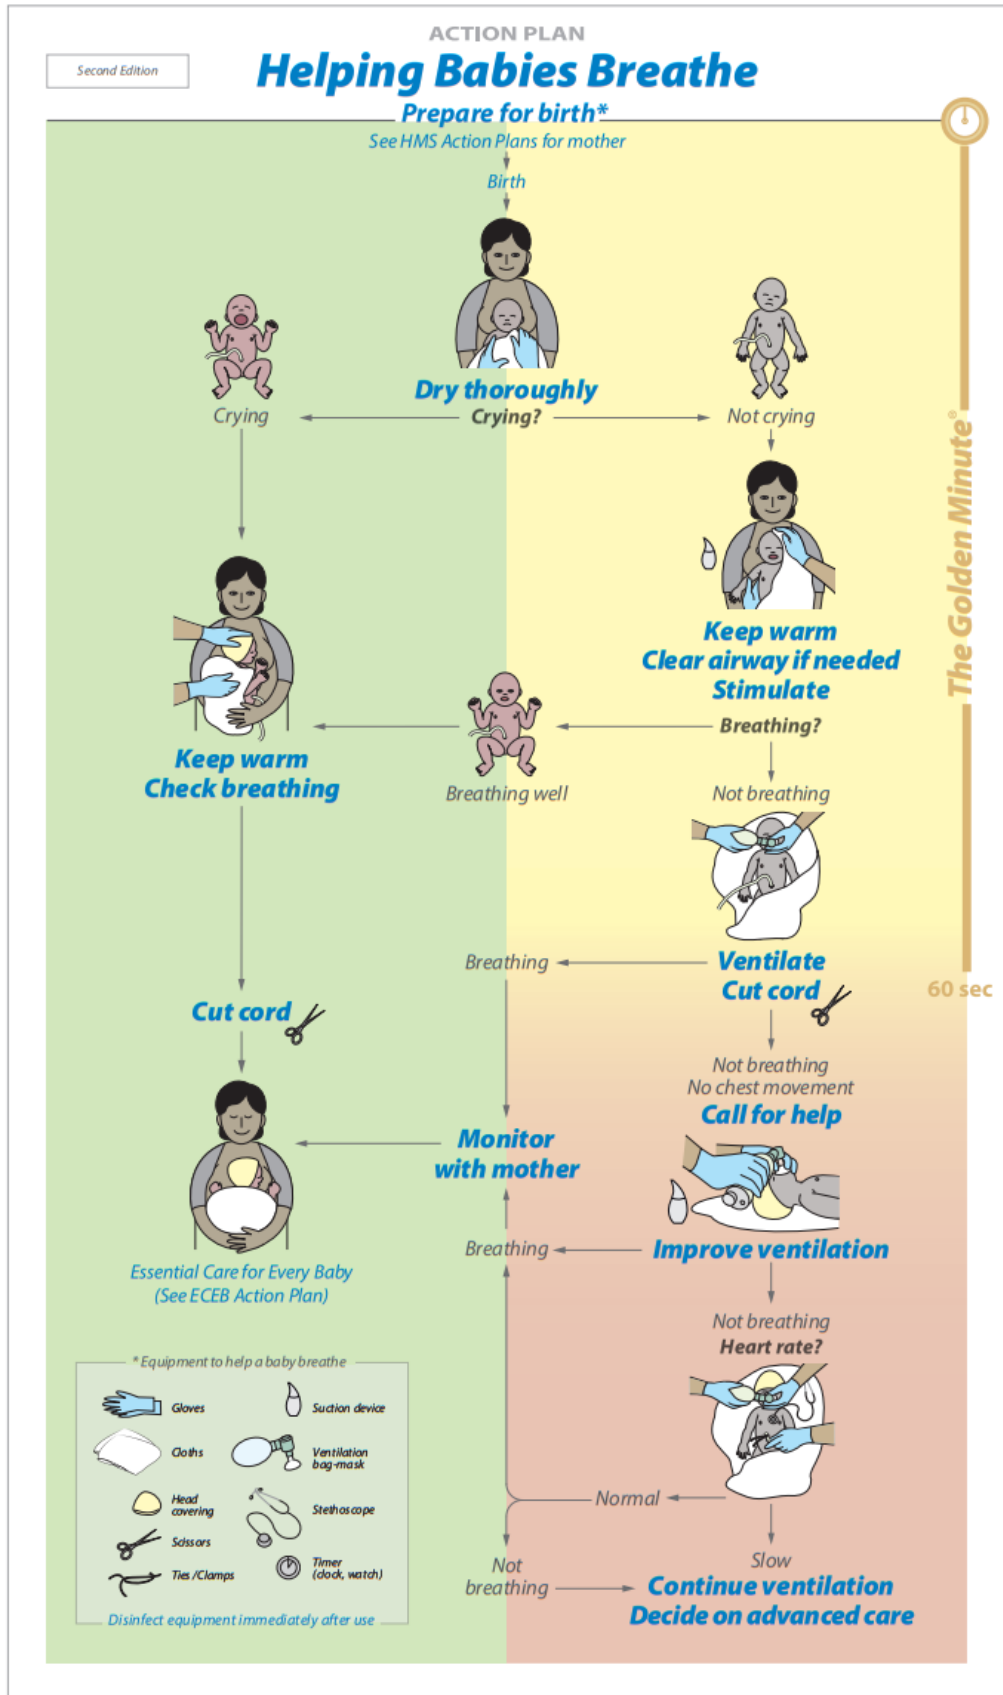 ACTION PLAN
Second Edition
Helping Babies Breathe
Prepare for birth*
See HMS Action Plans for mother
Birth
Dry thoroughly
Crying
Crying?
Not crying
The Golden Minute®
Keep warm
Clear airway if needed
Stimulate
Breathing?
Keep warm
Check breathing
Breathing well
Not breathing
Breathing
Ventilate
Cut cord
60 sec
Cut cord
Not breathing
No chest movement
Call for help
Monitor
with mother
Breathing
Improve ventilation
Essential Care for Every Baby
(See ECEB Action Plan)
Not breathing
Heart rate?
* Equipment to help a baby breathe
Gloves
Suction device
Cloths
Ventilation
bag-mask
Head
covering
Stethoscope
Scissors
Ties /Clamps
Timer
(clock, watch)
Disinfect equipment immediately after use
Normal
Not
breathing
Slow
Continue ventilation
Decide on advanced care